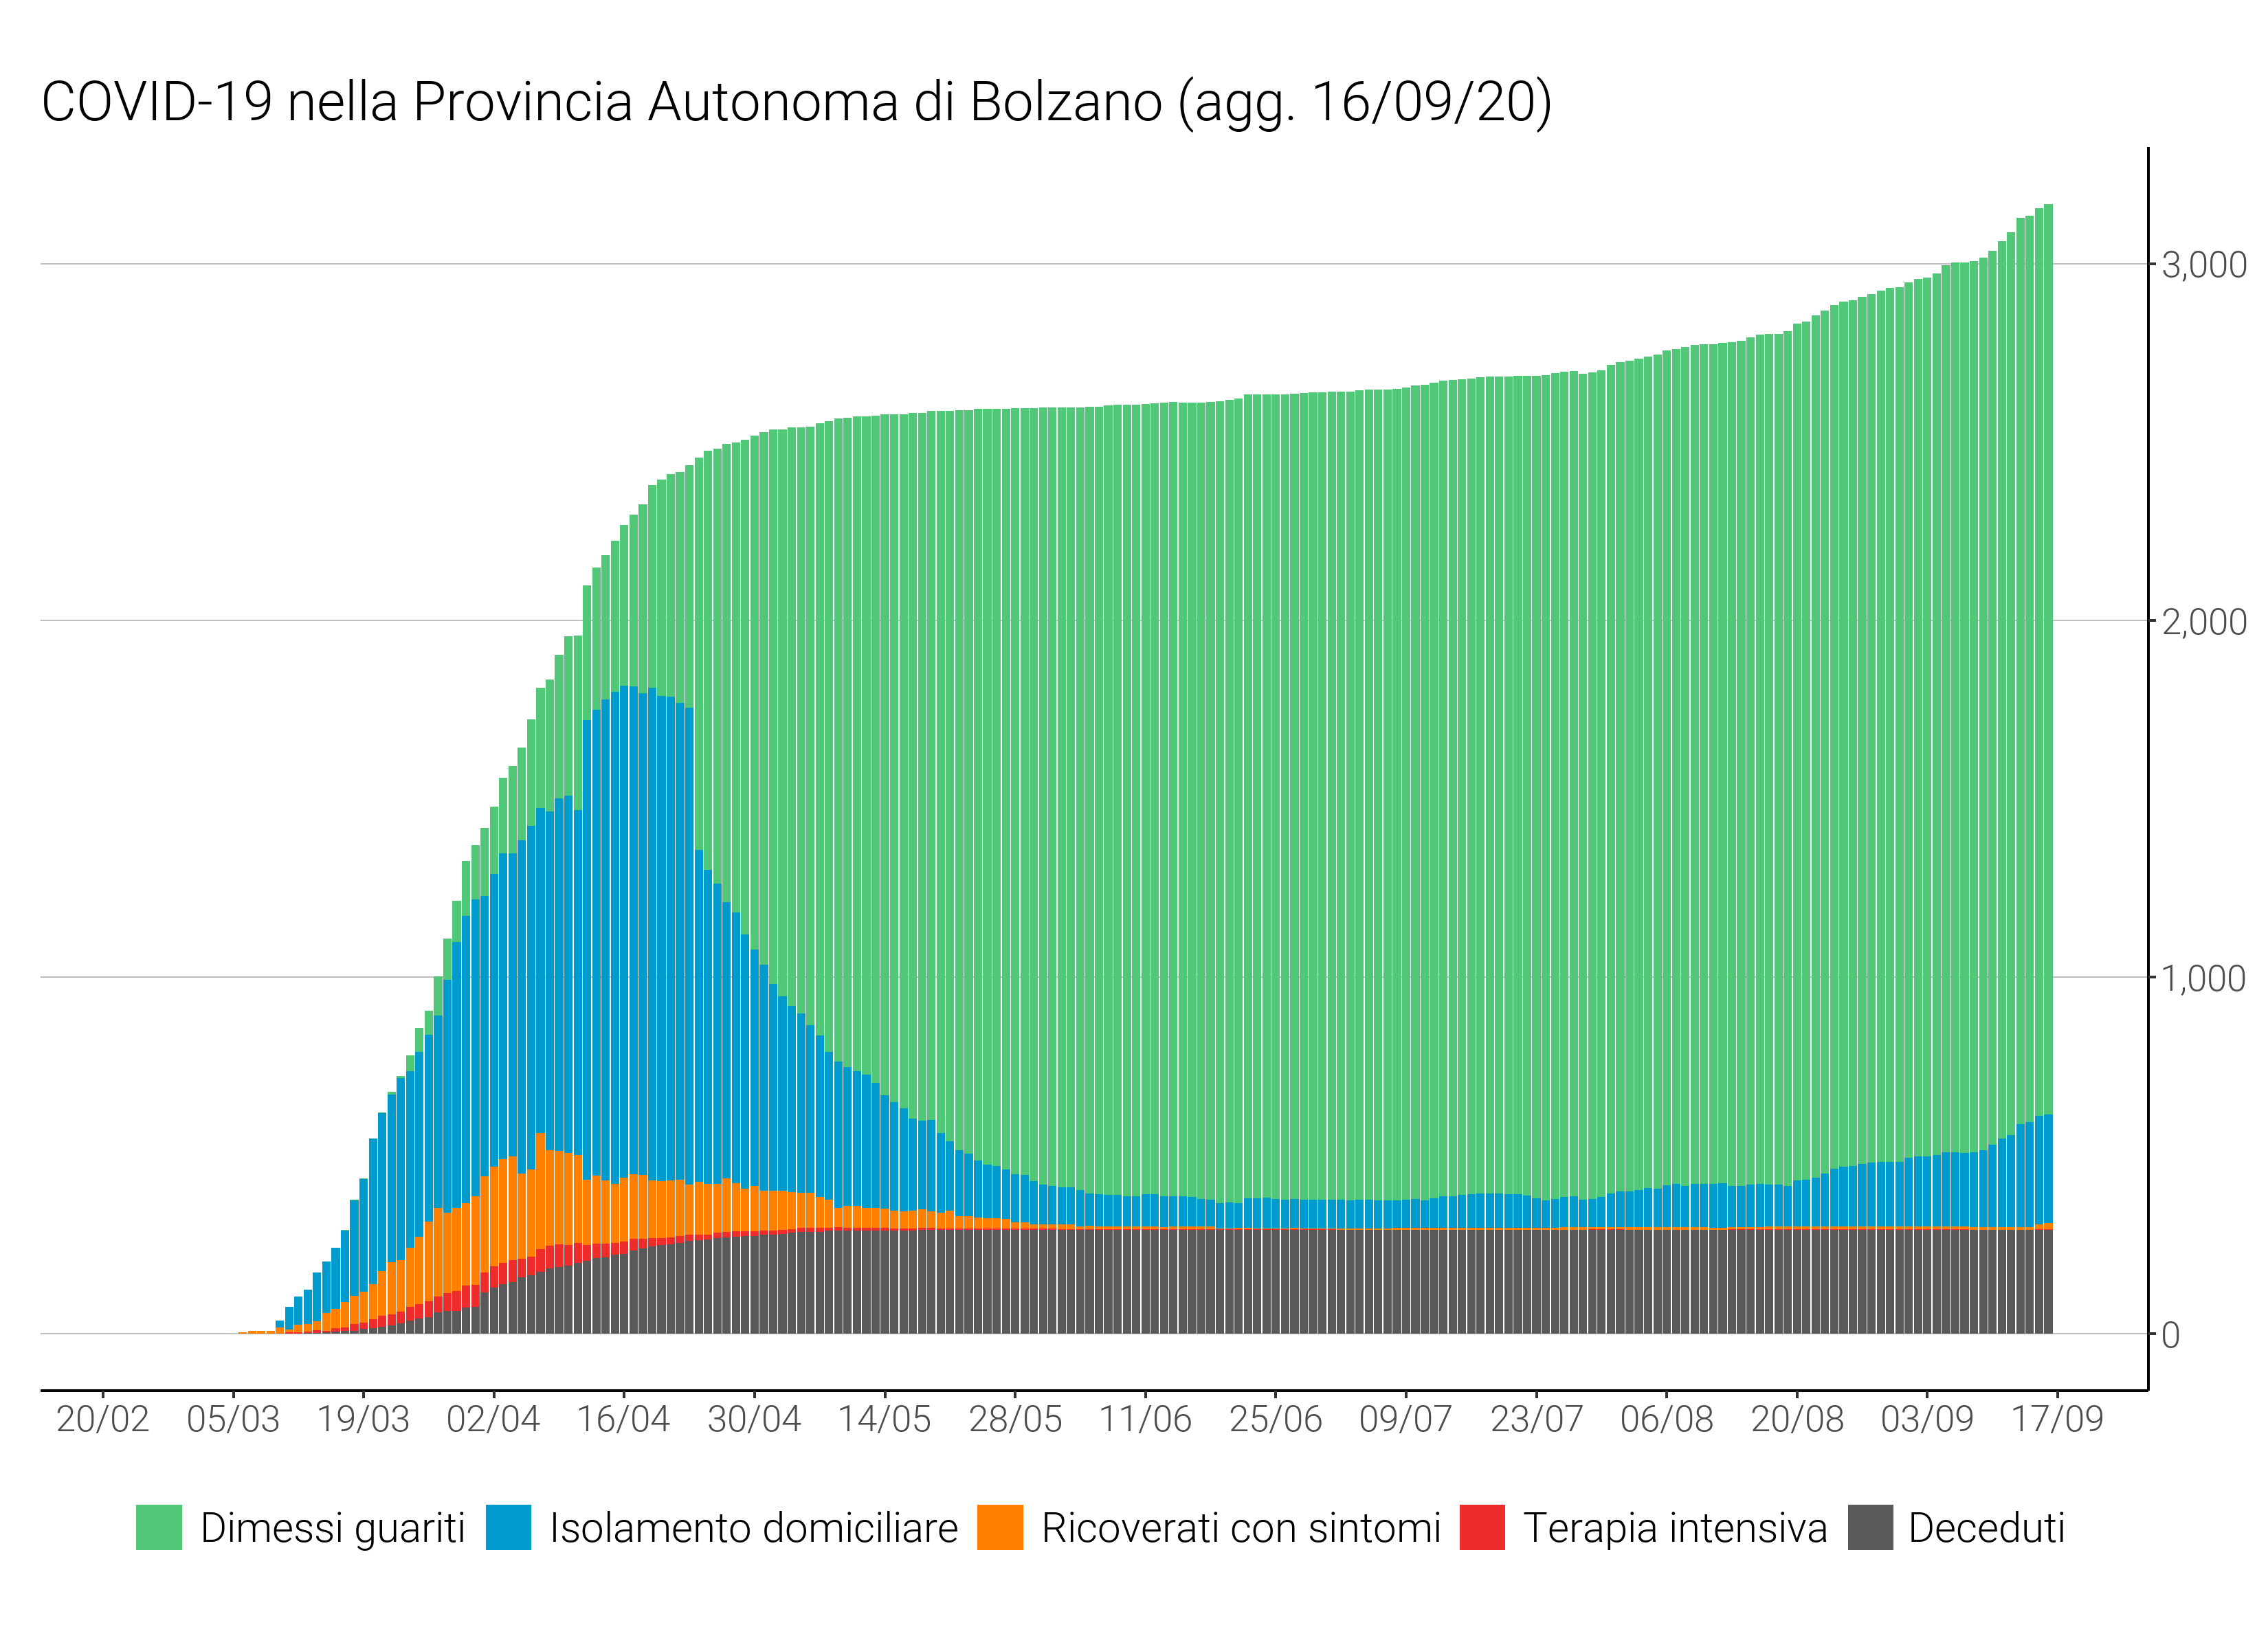 COVID-19 nella Provincia Autonoma di Bolzano (agg. 16/09/20)
3,000
2,000
1,000
0
20/02 05/03 19/03 02/04 16/04 30/04 14/05 28/05 11/06 25/06 09/07 23/07 06/08 20/08 03/09 17/09
Dimessi guariti Isolamento domiciliare Ricoverati con sintomi Terapia intensiva Deceduti